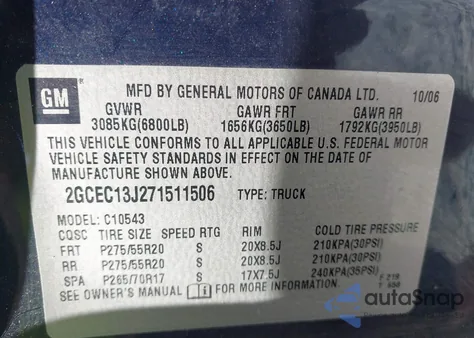 GM ® MFD BY GENERAL MOTORS OF CANADA LTD. 10/06
GVWR GAWR FRT GAWR RR
3085KG(6800LB) 1656KG(3650LB) 1792KG(3950LB)
THIS VEHICLE CONFORMS TO ALL APPLICABLE U.S. FEDERAL MOTOR
VEHICLE SAFETY STANDARDS IN EFFECT ON THE DATE OF
MANUFACTURE SHOWN ABOVE.
2GCEC13J271511506 TYPE: TRUCK
MODEL: C10543
CQSC TIRE SIZE SPEED RTG RIM COLD TIRE PRESSURE
FRT P275/55R20 S 20X8.5J 210KPA(30PSI)
RR P275/55R20 S 20X8.5J 210KPA(30PSI)
SPA P265/70R17 S 17X7.5J 240KPA(35PSI)
SEE OWNER'S MANUAL FOR MORE INFORMATION.
autoSnap